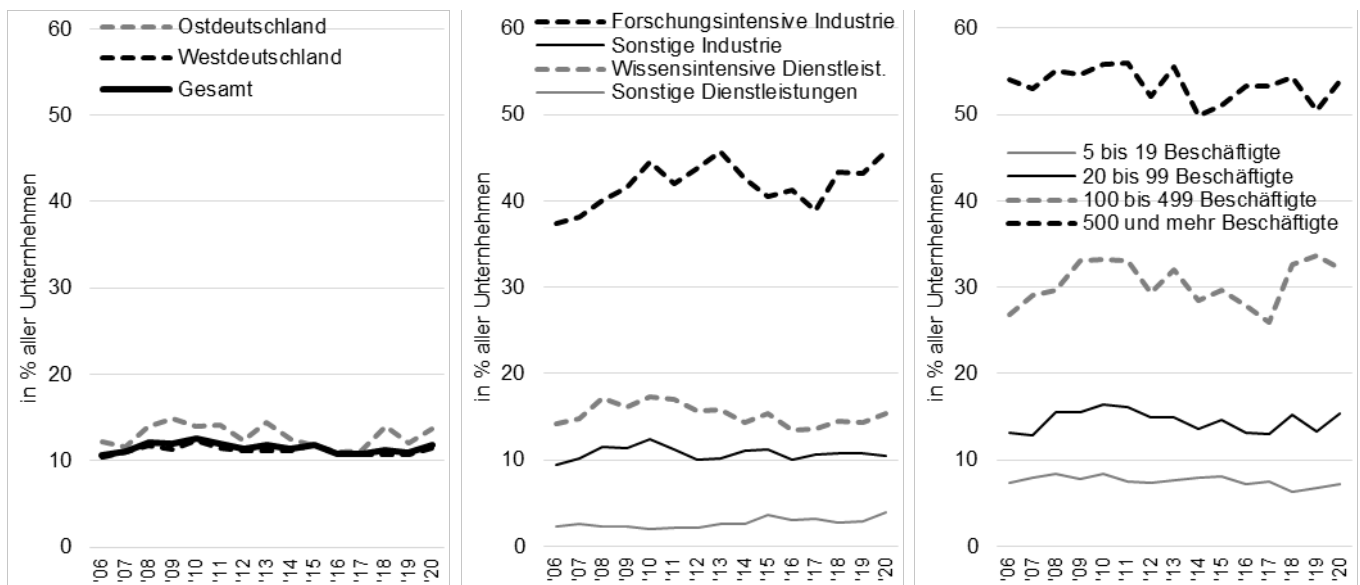 in % aller Unternhehmen
60
50
40
30
20
10
0
Ostdeutschland
Westdeutschland
Gesamt
'06 '07 '08 '09 '10 '11 '12 '13 '14 '15 '16 '17 '18 '19 '20
in % aller Unternhehmen
60
50
40
30
20
10
0
Forschungsintensive Industrie
Sonstige Industrie
Wissensintensive Dienstleist.
Sonstige Dienstleistungen
'06 '07 '08 '09 '10 '11 '12 '13 '14 '15 '16 '17 '18 '19 '20
in % aller Unternhehmen
60
50
40
30
20
10
0
5 bis 19 Beschäftigte
20 bis 99 Beschäftigte
100 bis 499 Beschäftigte
500 und mehr Beschäftigte
'06 '07 '08 '09 '10 '11 '12 '13 '14 '15 '16 '17 '18 '19 '20